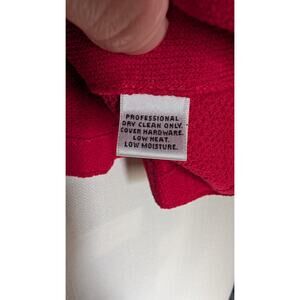 PROFESSIONAL
DRY CLEAN ONLY.
COVER HARDWARE.
LOW HEAT.
LOW MOISTURE.